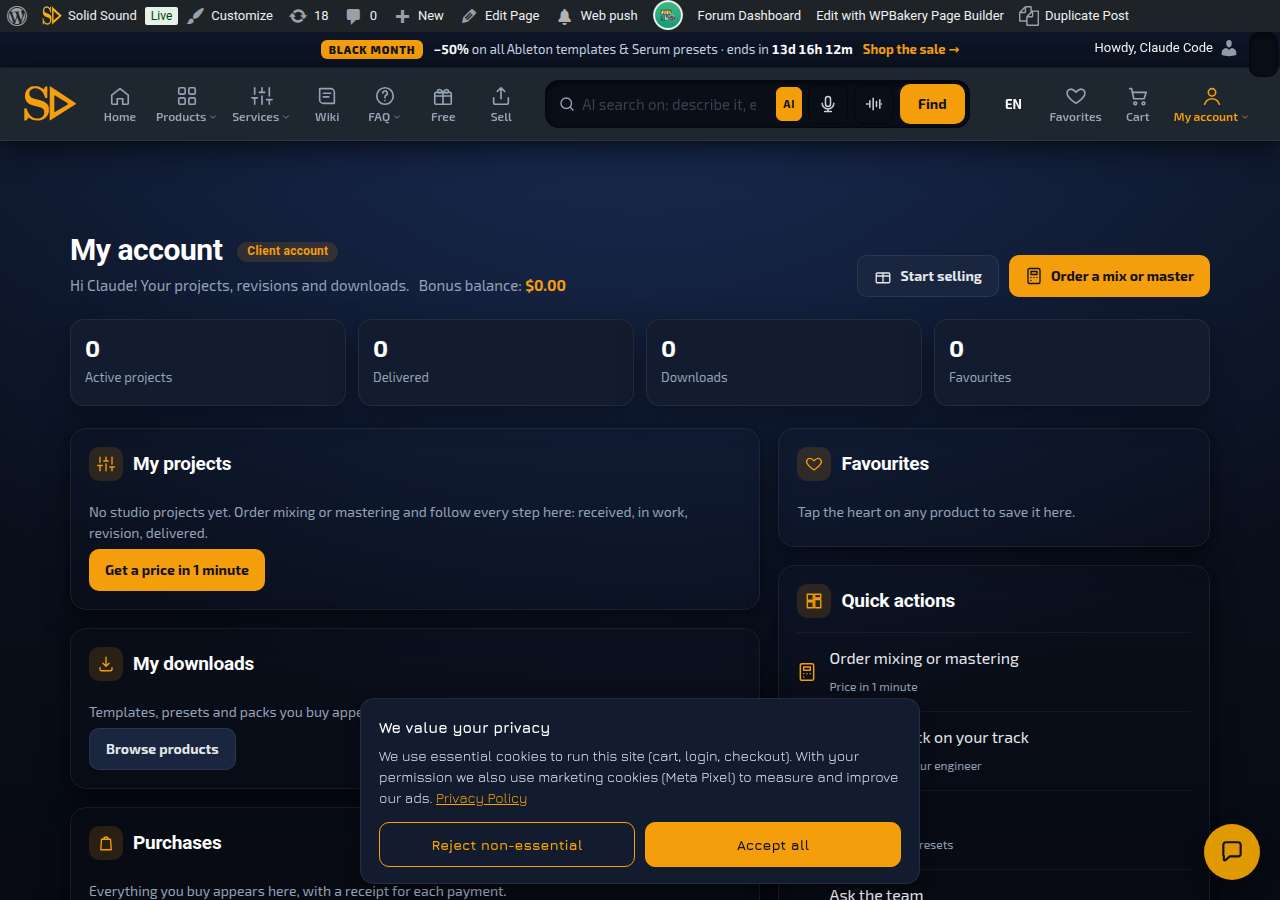 Solid Sound Live Customize 18 0 New Edit Page Web push Forum Dashboard Edit with WPBakery Page Builder Duplicate Post
BLACK MONTH −50% on all Ableton templates & Serum presets · ends in 13d 16h 12m Shop the sale →
Howdy, Claude Code
Home Products Services Wiki FAQ Free Sell
AI search on: describe it, e
AI
Find
EN
Favorites Cart My account
My account Client account
Hi Claude! Your projects, revisions and downloads. Bonus balance: $0.00
Start selling
Order a mix or master
0
Active projects
0
Delivered
0
Downloads
0
Favourites
My projects
No studio projects yet. Order mixing or mastering and follow every step here: received, in work,
revision, delivered.
Get a price in 1 minute
My downloads
Templates, presets and packs you buy appe
Browse products
Purchases
Everything you buy appears here, with a receipt for each payment.
Favourites
Tap the heart on any product to save it here.
Quick actions
Order mixing or mastering
Price in 1 minute
on your track
engineer
Ask the team
We value your privacy
We use essential cookies to run this site (cart, login, checkout). With your
permission we also use marketing cookies (Meta Pixel) to measure and improve
our ads. Privacy Policy
Reject non-essential
Accept all